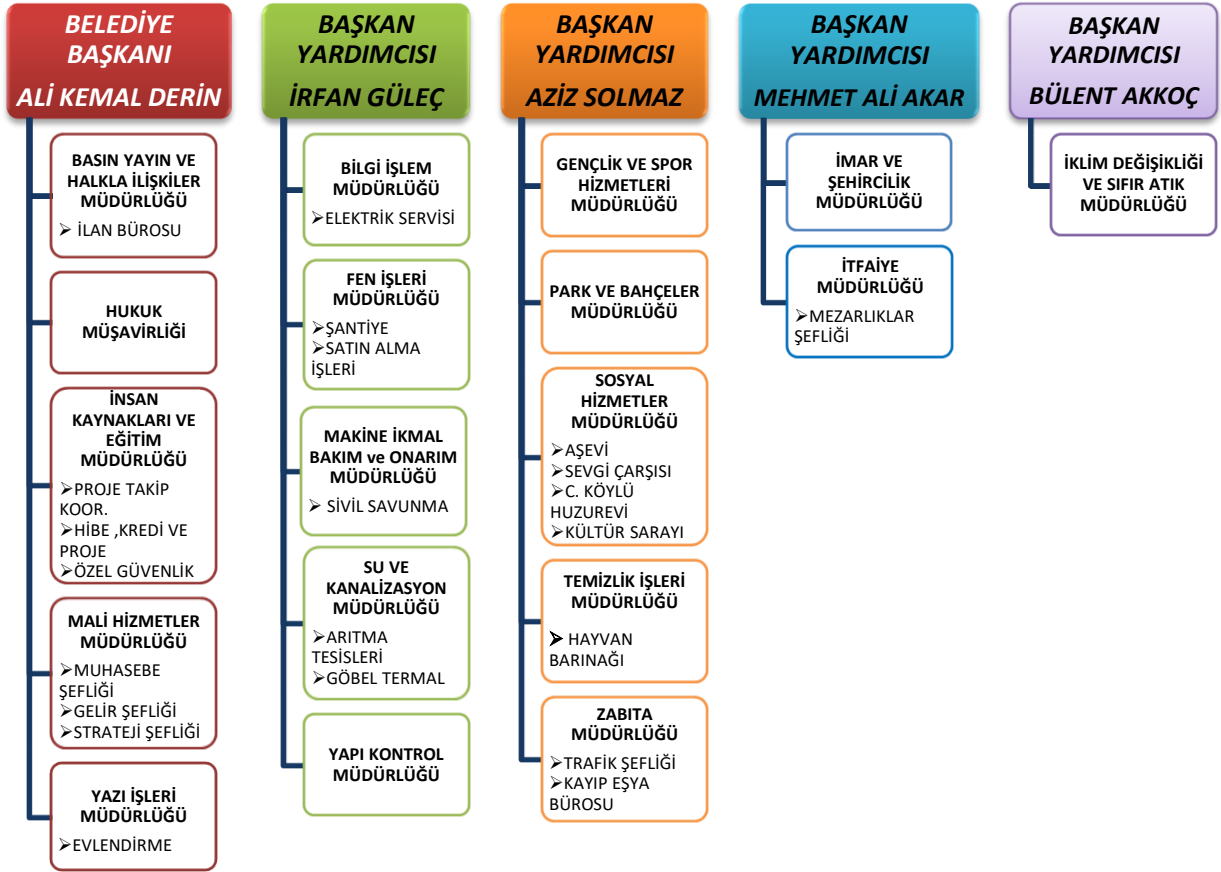 BELEDİYE
BAŞKANI
ALİ KEMAL DERİN
BASIN YAYIN VE
HALKLA İLİŞKİLER
MÜDÜRLÜĞÜ
➢ İLAN BÜROSU
HUKUK
MÜŞAVİRLİĞİ
İNSAN
KAYNAKLARI VE
EĞİTİM
MÜDÜRLÜĞÜ
➢PROJE TAKİP
KOOR.
➢HİBE ,KREDİ VE
PROJE
➢ÖZEL GÜVENLİK
MALİ HİZMETLER
MÜDÜRLÜĞÜ
➢MUHASEBE
ŞEFLİĞİ
➢GELİR ŞEFLİĞİ
➢STRATEJİ ŞEFLİĞİ
YAZI İŞLERİ
MÜDÜRLÜĞÜ
➢EVLENDİRME
BAŞKAN
YARDIMCISI
İRFAN GÜLEÇ
BİLGİ İŞLEM
MÜDÜRLÜĞÜ
➢ELEKTRİK SERVİSİ
FEN İŞLERİ
MÜDÜRLÜĞÜ
➢ŞANTİYE
➢SATIN ALMA
İŞLERİ
MAKİNE İKMAL
BAKIM ve ONARIM
MÜDÜRLÜĞÜ
➢ SİVİL SAVUNMA
SU VE
KANALİZASYON
MÜDÜRLÜĞÜ
➢ARITMA
TESİSLERİ
➢GÖBEL TERMAL
YAPI KONTROL
MÜDÜRLÜĞÜ
BAŞKAN
YARDIMCISI
AZİZ SOLMAZ
GENÇLİK VE SPOR
HİZMETLERİ
MÜDÜRLÜĞÜ
PARK VE BAHÇELER
MÜDÜRLÜĞÜ
SOSYAL
HİZMETLER
MÜDÜRLÜĞÜ
➢AŞEVİ
➢SEVGİ ÇARŞISI
➢C. KÖYLÜ
HUZUREVİ
➢KÜLTÜR SARAYI
TEMİZLİK İŞLERİ
MÜDÜRLÜĞÜ
➢ HAYVAN
BARINAĞI
ZABITA
MÜDÜRLÜĞÜ
➢TRAFİK ŞEFLİĞİ
➢KAYIP EŞYA
BÜROSU
BAŞKAN
YARDIMCISI
MEHMET ALİ AKAR
İMAR VE
ŞEHİRCİLİK
MÜDÜRLÜĞÜ
İTFAİYE
MÜDÜRLÜĞÜ
➢MEZARLIKLAR
ŞEFLİĞİ
BAŞKAN
YARDIMCISI
BÜLENT AKKOÇ
İKLİM DEĞİŞİKLİĞİ
VE SIFIR ATIK
MÜDÜRLÜĞÜ